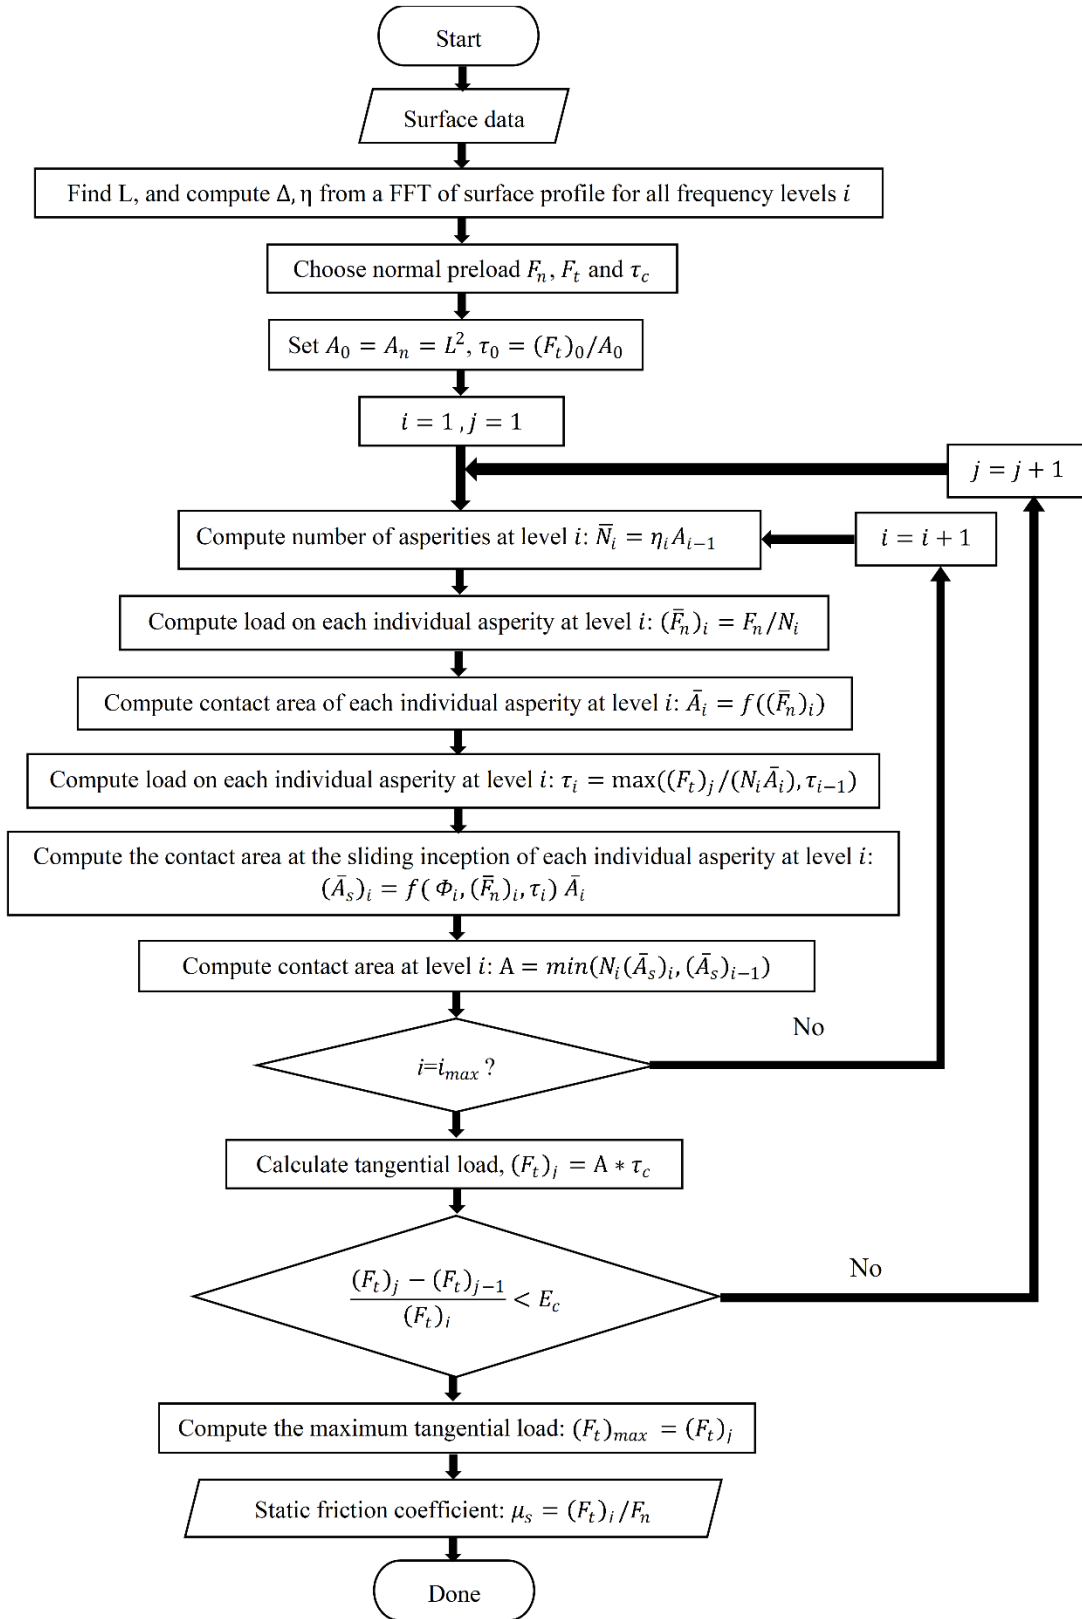 Start
Surface data
Find L, and compute Δ, η from a FFT of surface profile for all frequency levels i
Choose normal preload Fₙ, Fₜ and τ_c
Set A₀ = Aₙ = L², τ₀ = (Fₜ)₀/A₀
i = 1 , j = 1
j = j + 1
Compute number of asperities at level i: N̄ᵢ = ηᵢAᵢ₋₁
i = i + 1
Compute load on each individual asperity at level i: (F̄ₙ)ᵢ = Fₙ/Nᵢ
Compute contact area of each individual asperity at level i: Āᵢ = f((F̄ₙ)ᵢ)
Compute load on each individual asperity at level i: τᵢ = max((Fₜ)ⱼ/(NᵢĀᵢ), τᵢ₋₁)
Compute the contact area at the sliding inception of each individual asperity at level i:
(Āₛ)ᵢ = f( Φᵢ, (F̄ₙ)ᵢ, τᵢ) Āᵢ
Compute contact area at level i: A = min(Nᵢ(Āₛ)ᵢ, (Āₛ)ᵢ₋₁)
No
i=iₘₐₓ ?
Calculate tangential load, (Fₜ)ⱼ = A ∗ τ_c
(Fₜ)ⱼ − (Fₜ)ⱼ₋₁
(Fₜ)ᵢ
< E_c
No
Compute the maximum tangential load: (Fₜ)ₘₐₓ = (Fₜ)ⱼ
Static friction coefficient: μₛ = (Fₜ)ᵢ/Fₙ
Done